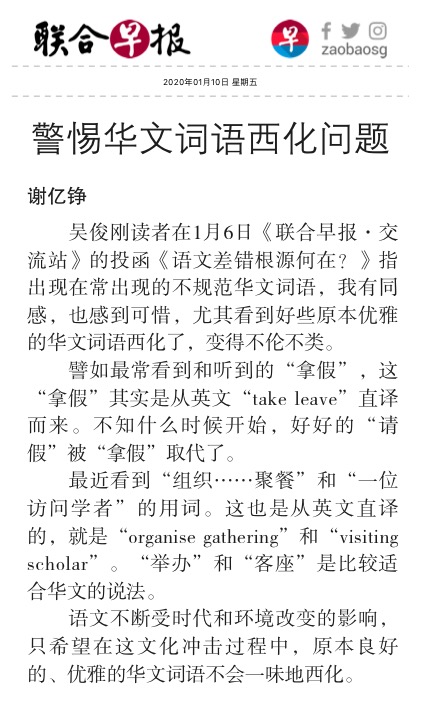 联合早报
早
zaobaosg
2020年01月10日 星期五
警惕华文词语西化问题
谢亿铮
吴俊刚读者在1月6日《联合早报·交
流站》的投函《语文差错根源何在？》指
出现在常出现的不规范华文词语，我有同
感，也感到可惜，尤其看到好些原本优雅
的华文词语西化了，变得不伦不类。
譬如最常看到和听到的“拿假”，这
“拿假”其实是从英文“take leave”直译
而来。不知什么时候开始，好好的“请
假”被“拿假”取代了。
最近看到“组织……聚餐”和“一位
访问学者”的用词。这也是从英文直译
的，就是“organise gathering”和“visiting
scholar”。“举办”和“客座”是比较适
合华文的说法。
语文不断受时代和环境改变的影响，
只希望在这文化冲击过程中，原本良好
的、优雅的华文词语不会一味地西化。